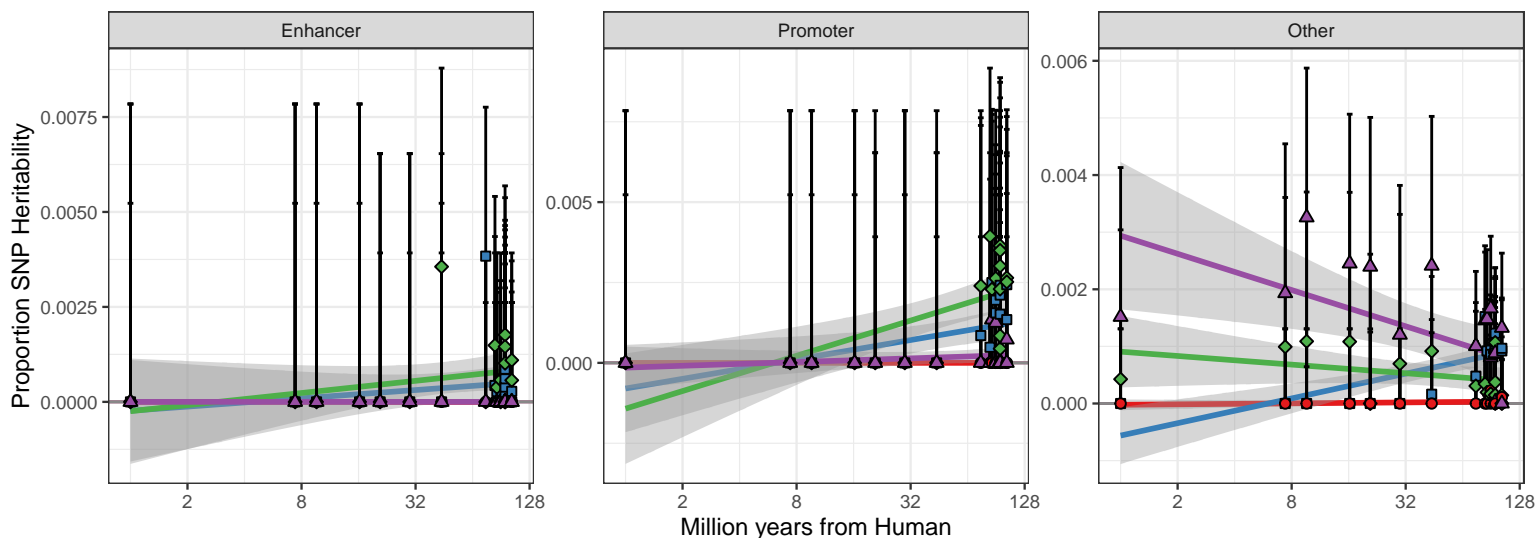 Enhancer
Promoter
Other
Proportion SNP Heritability
0.0075
0.0050
0.0025
0.0000
0.005
0.000
0.006
0.004
0.002
0.000
2 8 32 128
2 8 32 128
2 8 32 128
Million years from Human